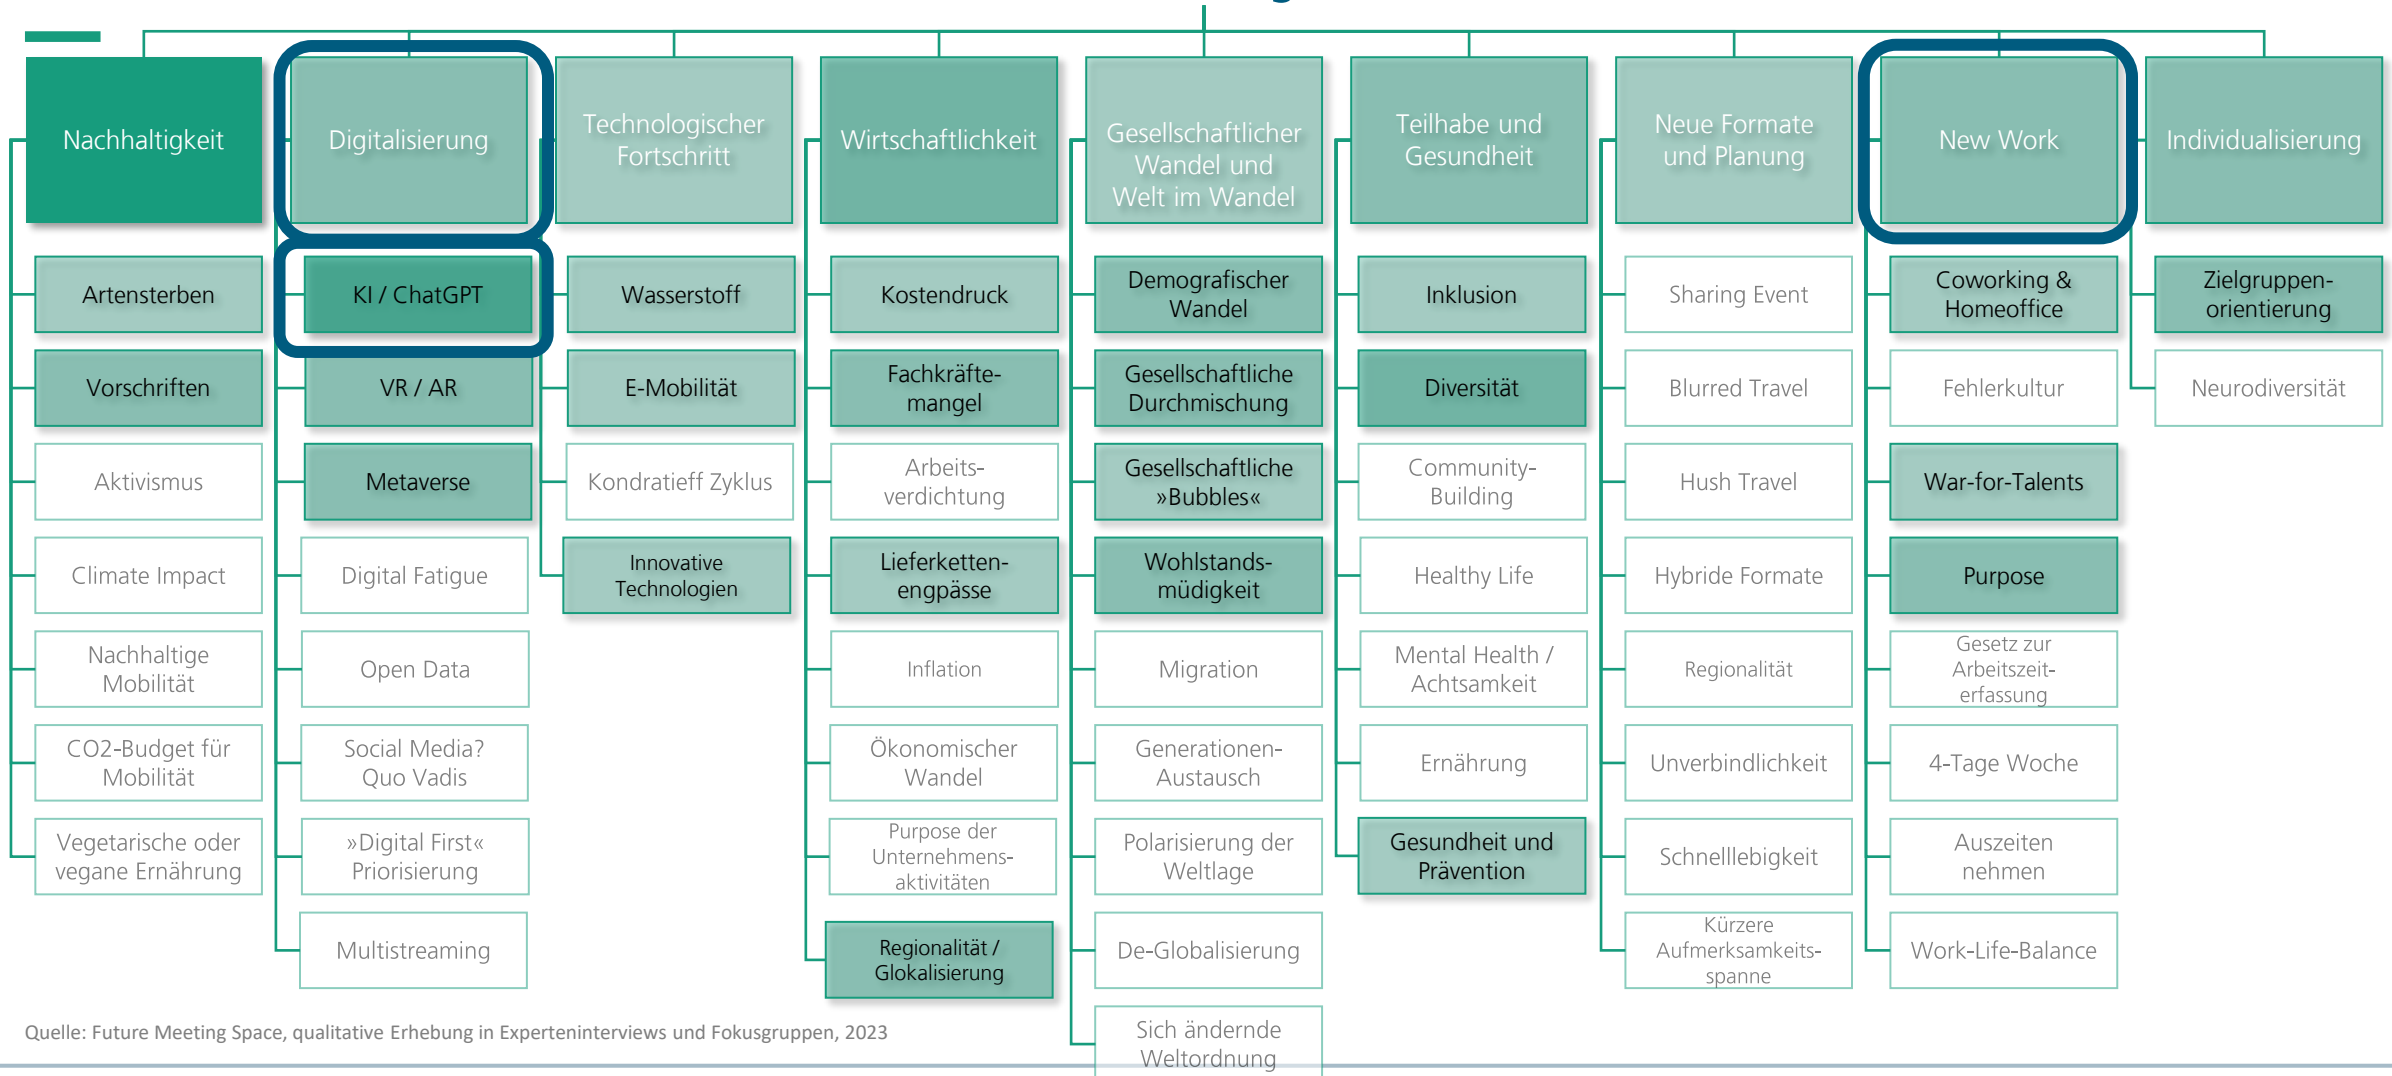 Nachhaltigkeit
Artensterben
Vorschriften
Aktivismus
Climate Impact
Nachhaltige
Mobilität
CO2-Budget für
Mobilität
Vegetarische oder
vegane Ernährung
Digitalisierung
KI / ChatGPT
VR / AR
Metaverse
Digital Fatigue
Open Data
Social Media?
Quo Vadis
»Digital First«
Priorisierung
Multistreaming
Technologischer
Fortschritt
Wasserstoff
E-Mobilität
Kondratieff Zyklus
Innovative
Technologien
Wirtschaftlichkeit
Kostendruck
Fachkräfte-
mangel
Arbeits-
verdichtung
Lieferketten-
engpässe
Inflation
Ökonomischer
Wandel
Purpose der
Unternehmens-
aktivitäten
Regionalität /
Glokalisierung
Gesellschaftlicher
Wandel und
Welt im Wandel
Demografischer
Wandel
Gesellschaftliche
Durchmischung
Gesellschaftliche
»Bubbles«
Wohlstands-
müdigkeit
Migration
Generationen-
Austausch
Polarisierung der
Weltlage
De-Globalisierung
Sich ändernde
Weltordnung
Teilhabe und
Gesundheit
Inklusion
Diversität
Community-
Building
Healthy Life
Mental Health /
Achtsamkeit
Ernährung
Gesundheit und
Prävention
Neue Formate
und Planung
Sharing Event
Blurred Travel
Hush Travel
Hybride Formate
Regionalität
Unverbindlichkeit
Schnelllebigkeit
Kürzere
Aufmerksamkeits-
spanne
New Work
Coworking &
Homeoffice
Fehlerkultur
War-for-Talents
Purpose
Gesetz zur
Arbeitszeit-
erfassung
4-Tage Woche
Auszeiten
nehmen
Work-Life-Balance
Individualisierung
Zielgruppen-
orientierung
Neurodiversität
Quelle: Future Meeting Space, qualitative Erhebung in Experteninterviews und Fokusgruppen, 2023